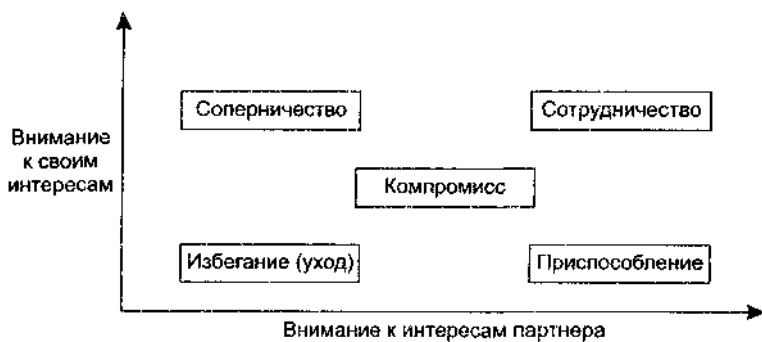 Соперничество
Сотрудничество
Внимание
к своим
интересам
Компромисс
Избегание (уход)
Приспособление
Внимание к интересам партнера